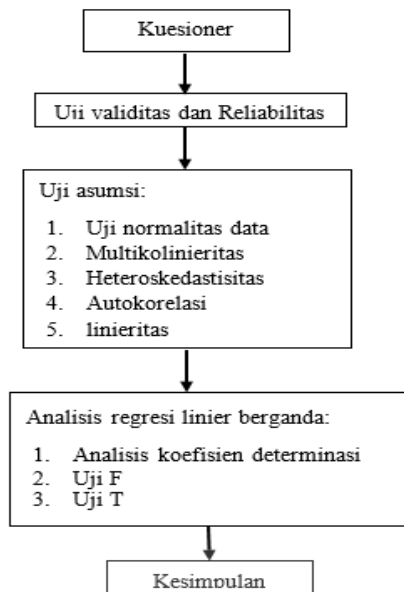 Kuesioner
Uji validitas dan Reliabilitas
Uji asumsi:
1. Uji normalitas data
2. Multikolinieritas
3. Heteroskedastisitas
4. Autokorelasi
5. linieritas
Analisis regresi linier berganda:
1. Analisis koefisien determinasi
2. Uji F
3. Uji T
Kesimpulan